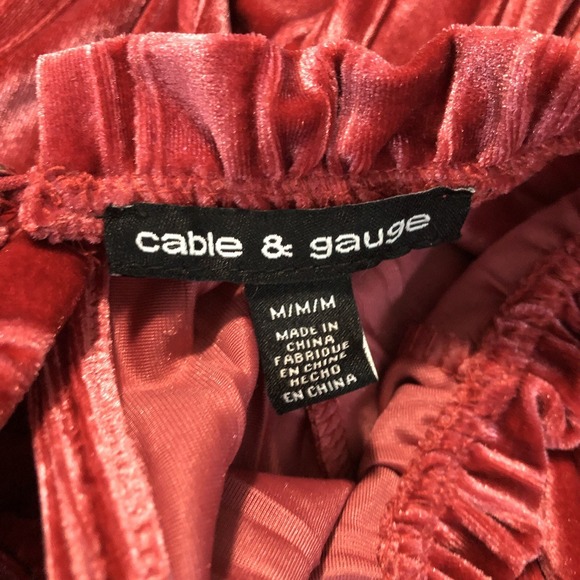 cable & gauge
M/M/M
MADE IN
CHINA
FABRIQUE
EN CHINE
HECHO
EN CHINA